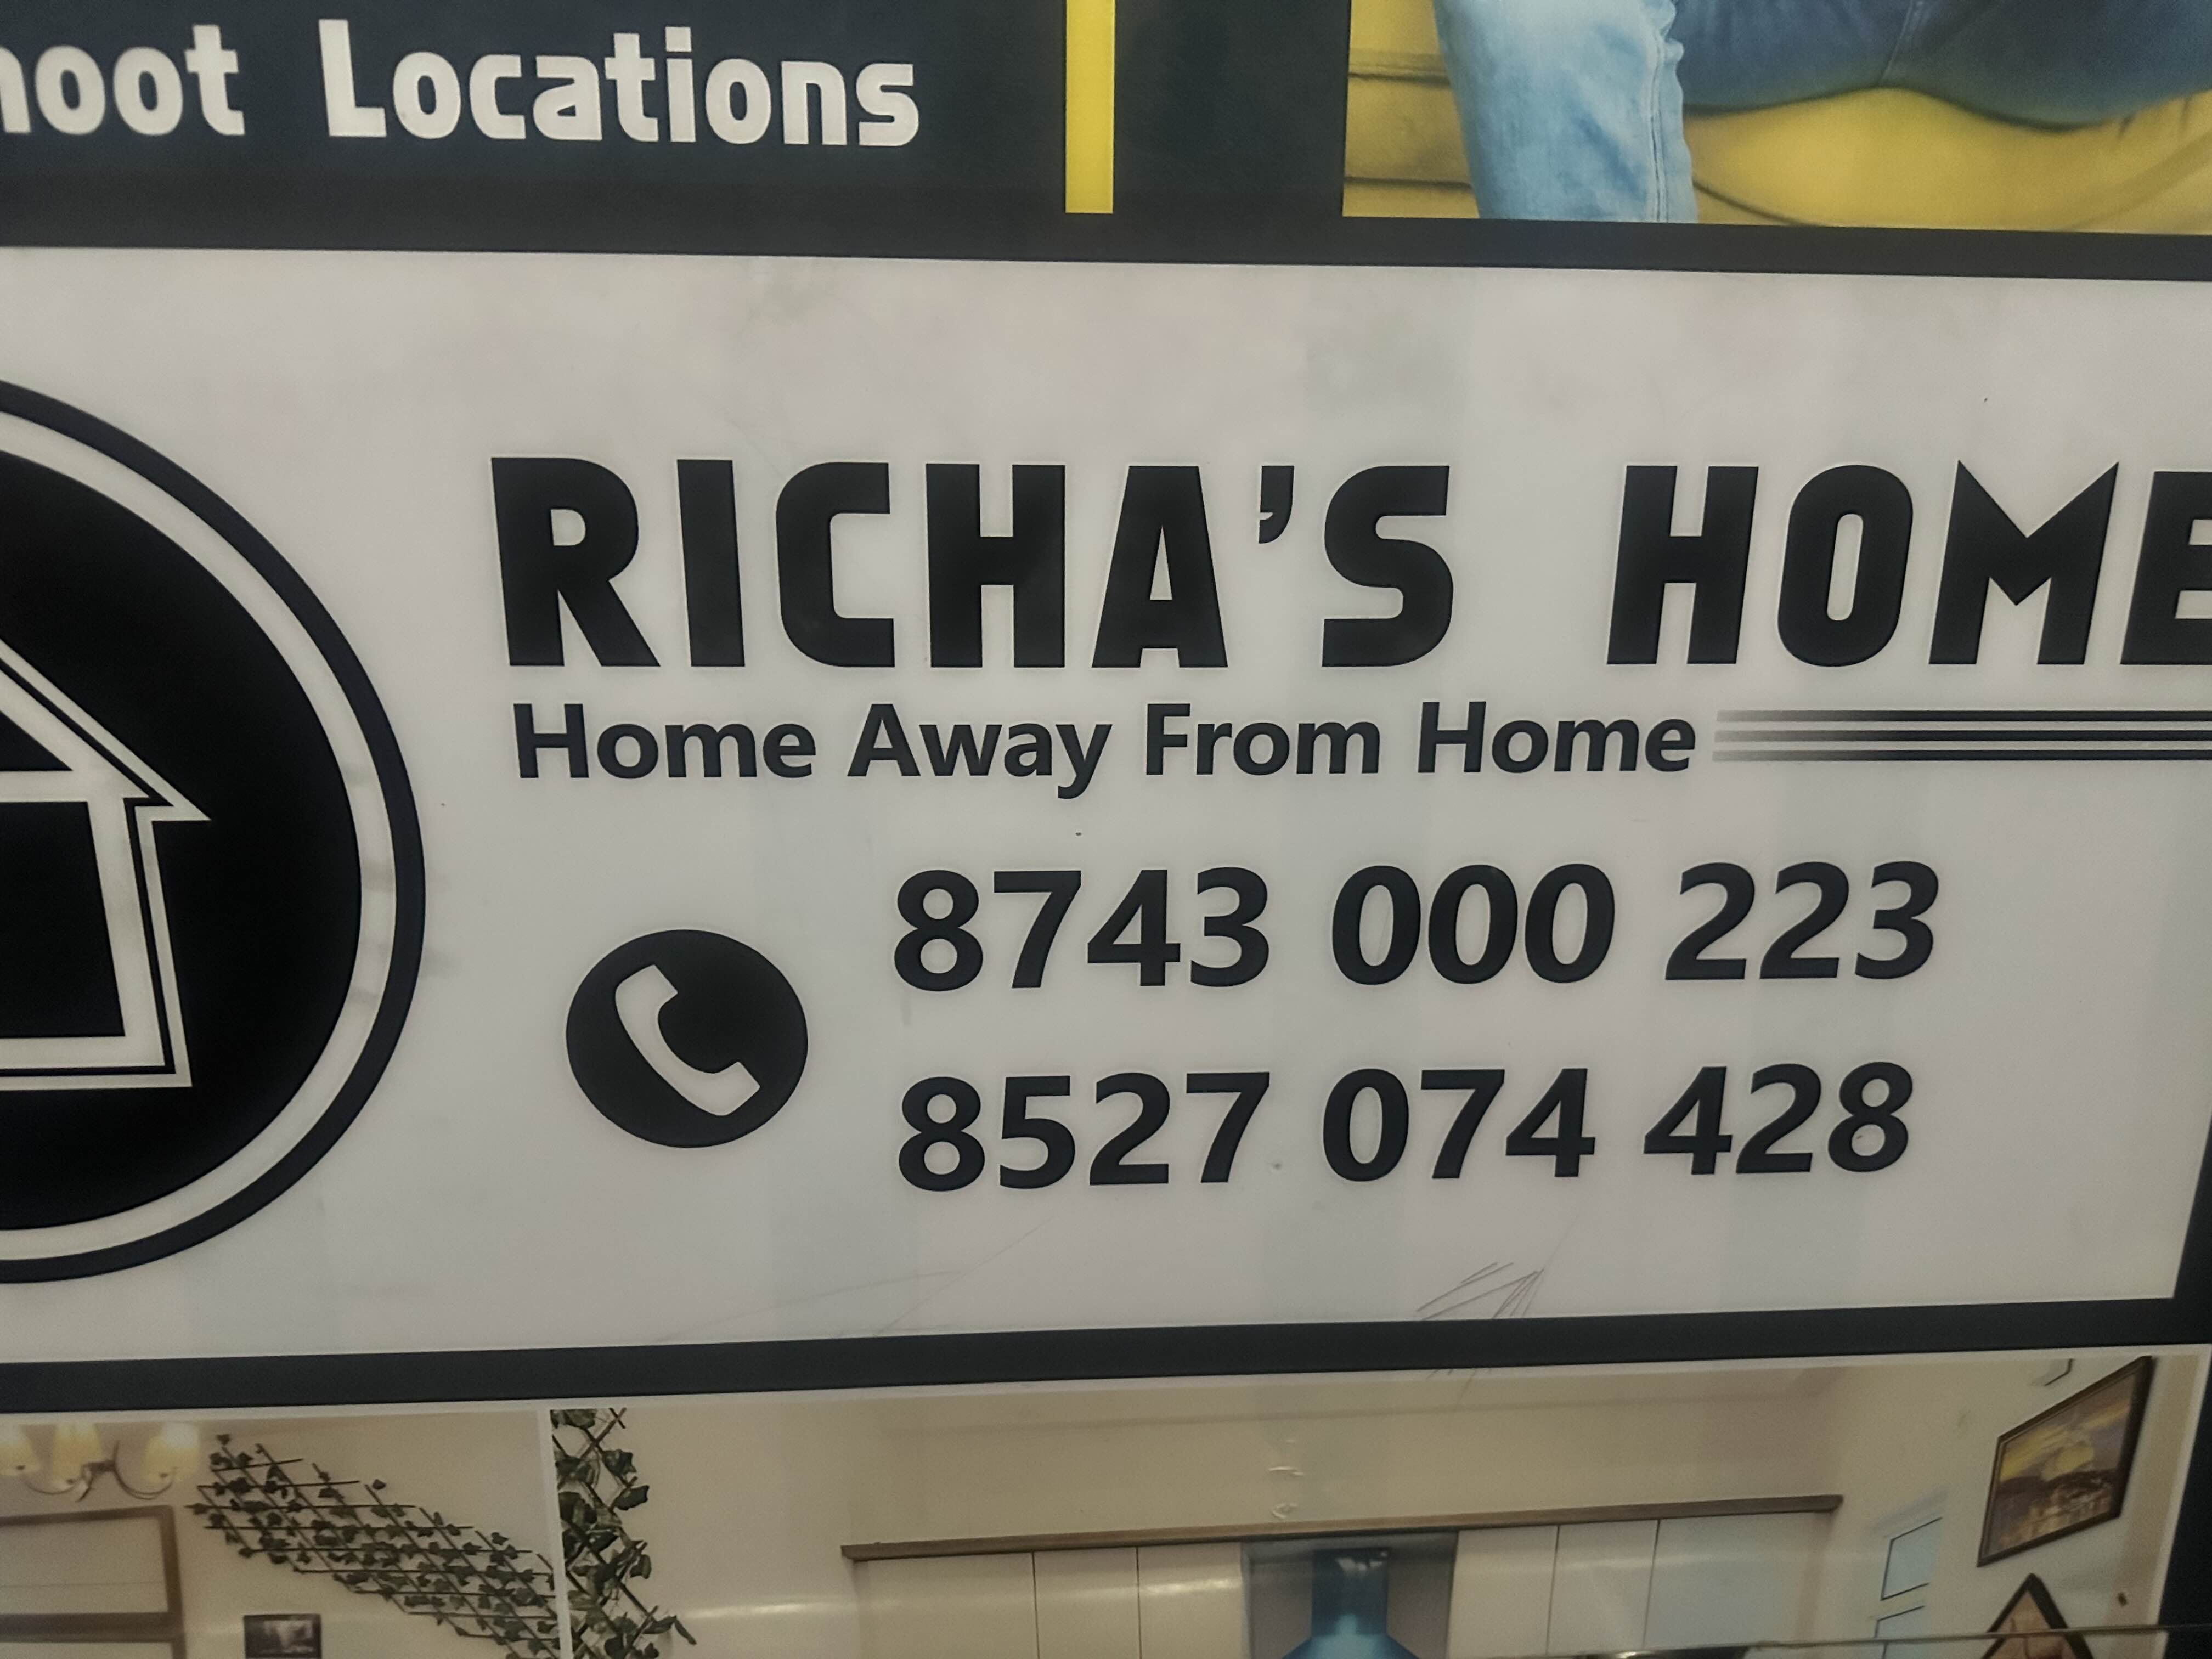 hoot Locations
RICHA'S HOME
Home Away From Home
8743 000 223
8527 074 428